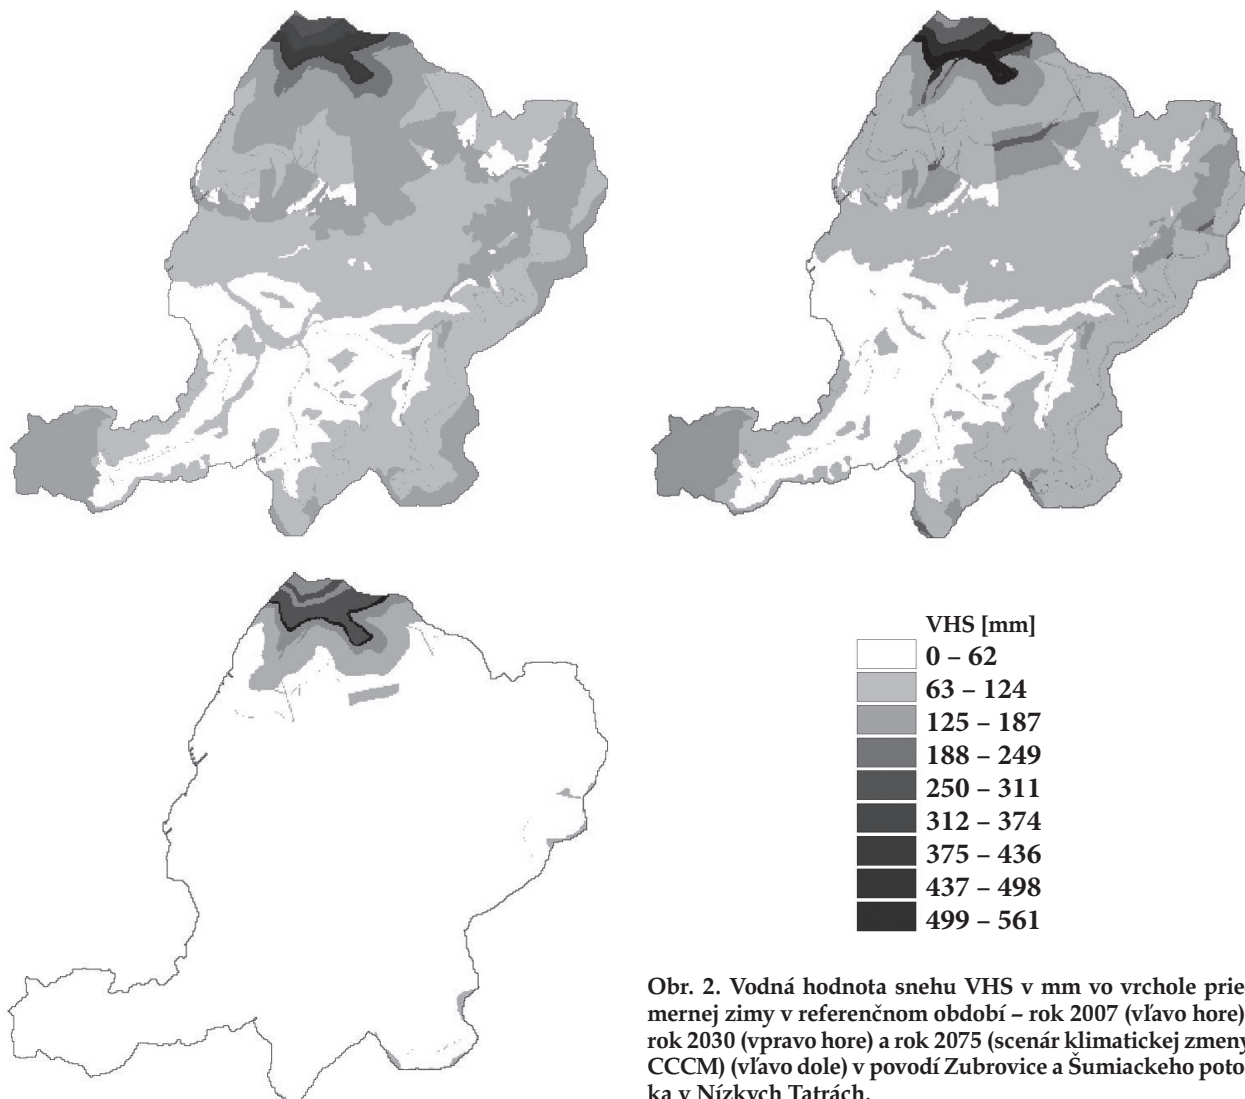 VHS [mm]
0 – 62
63 – 124
125 – 187
188 – 249
250 – 311
312 – 374
375 – 436
437 – 498
499 – 561
Obr. 2. Vodná hodnota snehu VHS v mm vo vrchole prie-
mernej zimy v referenčnom období – rok 2007 (vľavo hore)
rok 2030 (vpravo hore) a rok 2075 (scenár klimatickej zmeny
CCCM) (vľavo dole) v povodí Zubrovice a Šumiackeho poto-
ka v Nízkych Tatrách.